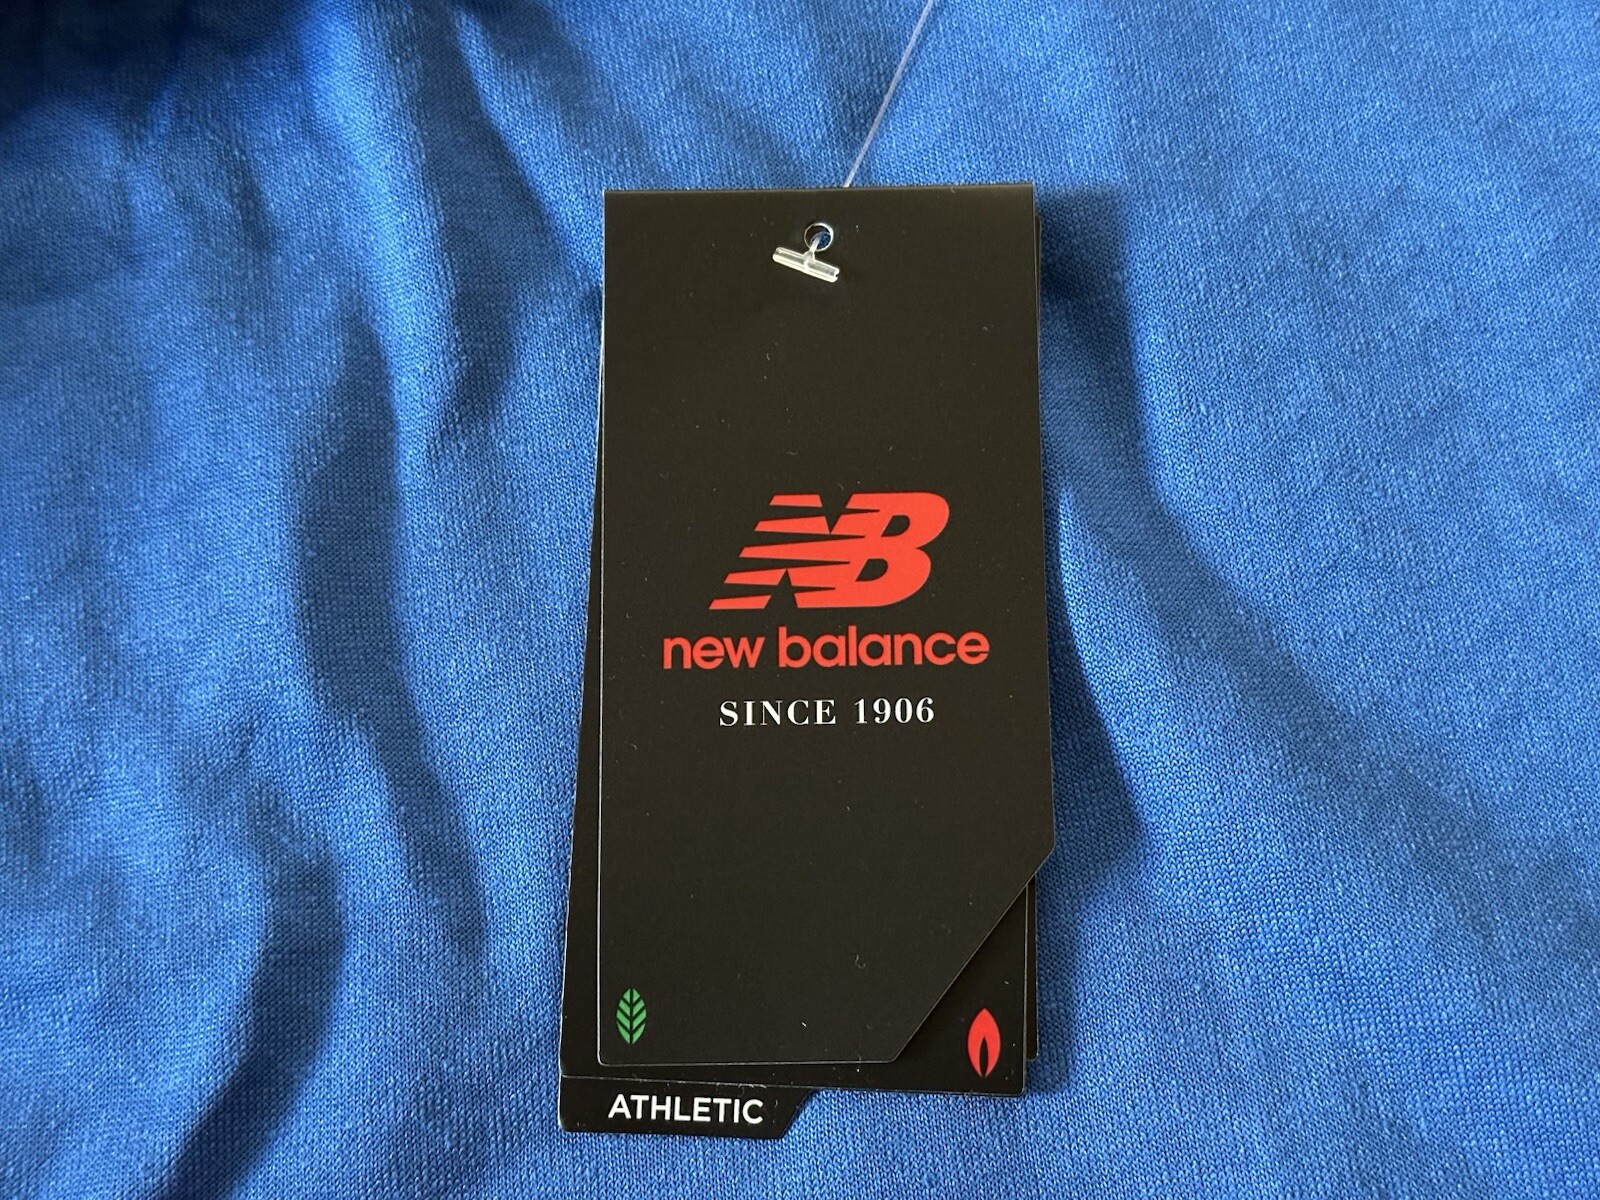 NB
new balance
SINCE 1906
ATHLETIC